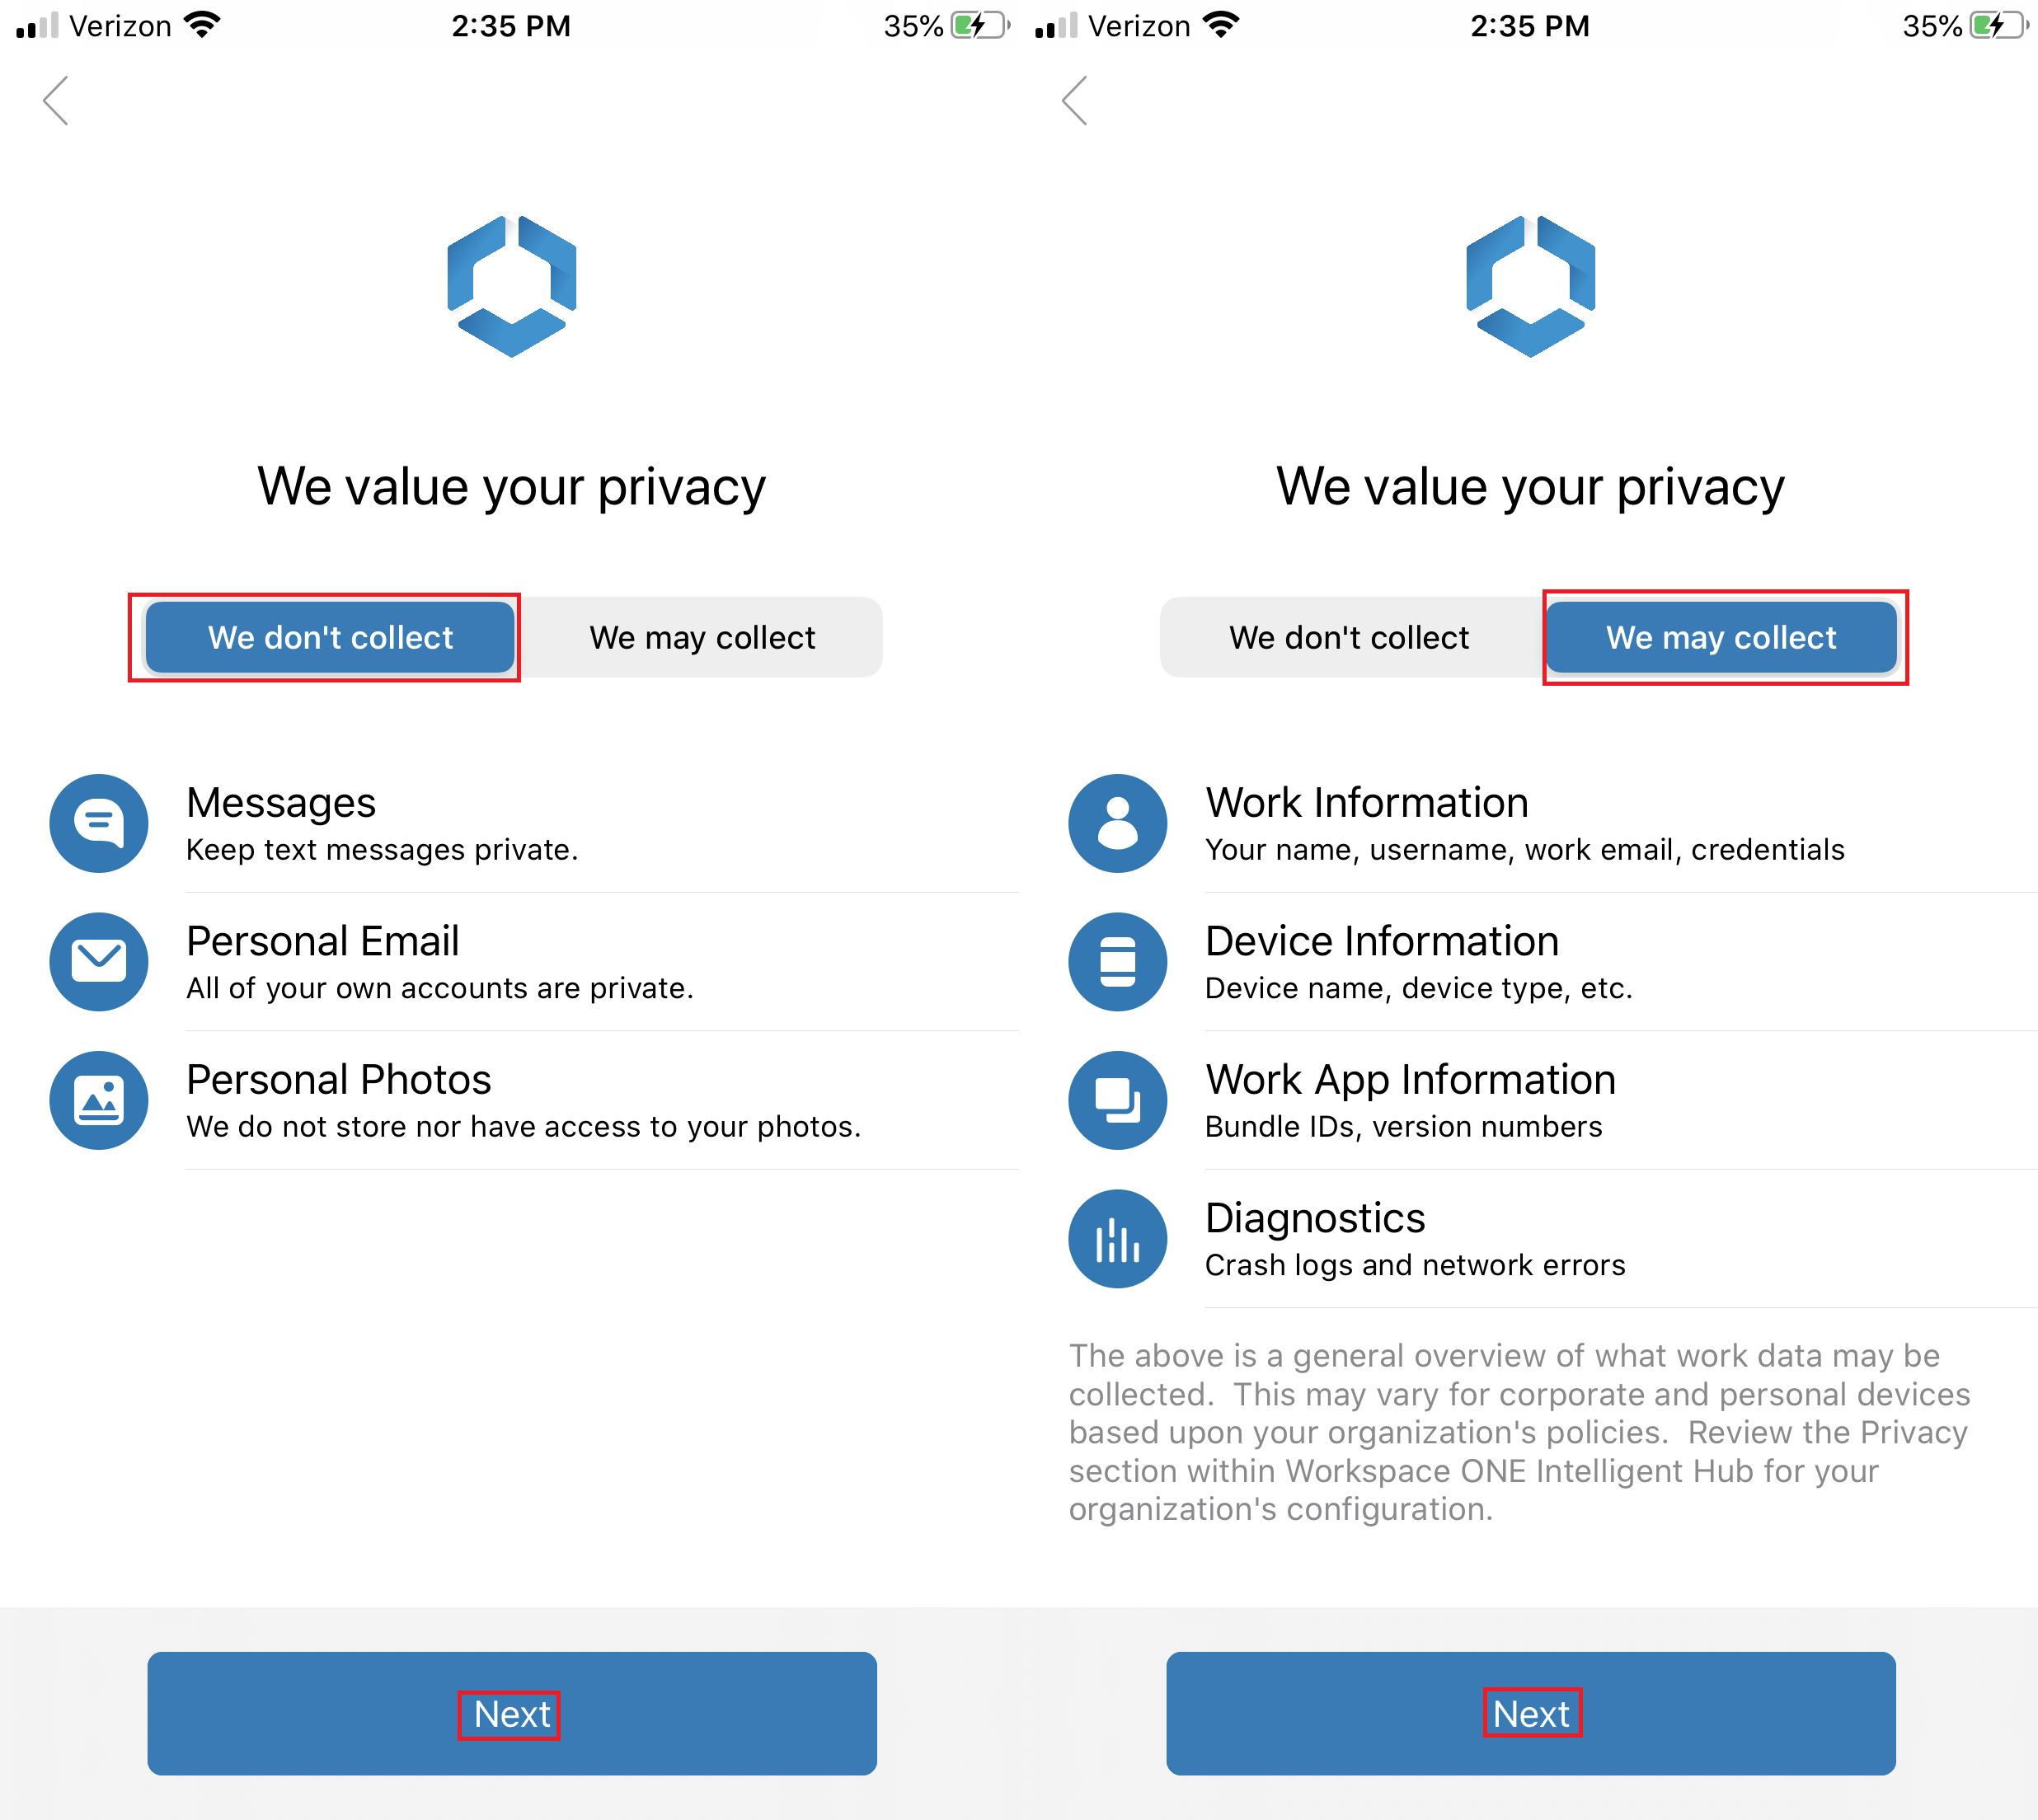 Verizon 2:35 PM 35%
We value your privacy
We don't collect We may collect
Messages
Keep text messages private.
Personal Email
All of your own accounts are private.
Personal Photos
We do not store nor have access to your photos.
Next
Verizon 2:35 PM 35%
We value your privacy
We don't collect We may collect
Work Information
Your name, username, work email, credentials
Device Information
Device name, device type, etc.
Work App Information
Bundle IDs, version numbers
Diagnostics
Crash logs and network errors
The above is a general overview of what work data may be
collected.  This may vary for corporate and personal devices
based upon your organization's policies.  Review the Privacy
section within Workspace ONE Intelligent Hub for your
organization's configuration.
Next